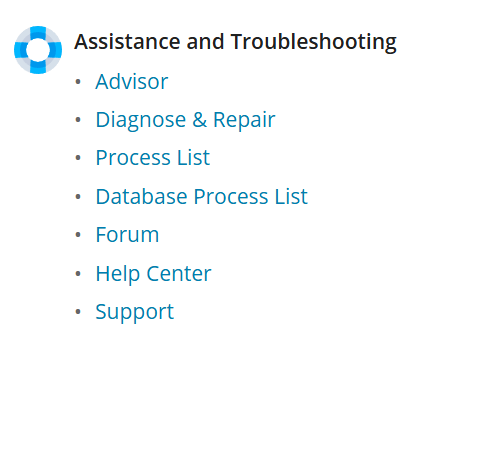 Assistance and Troubleshooting
• Advisor
• Diagnose & Repair
• Process List
• Database Process List
• Forum
• Help Center
• Support